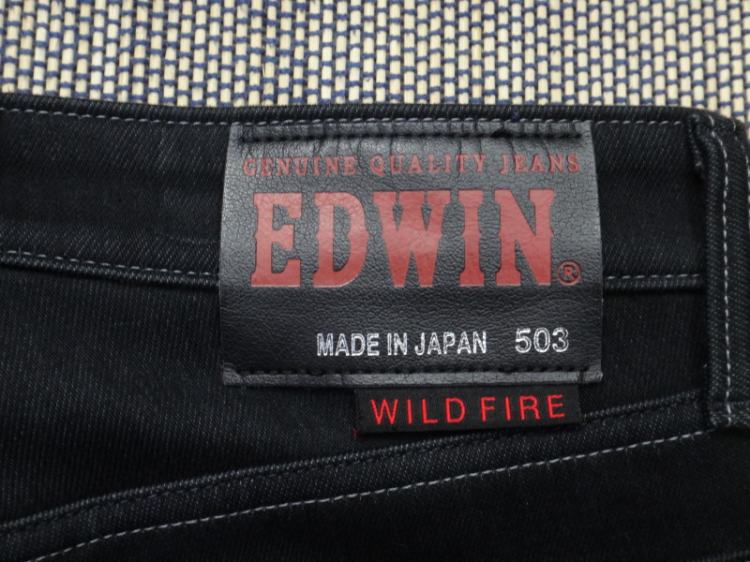 GENUINE QUALITY JEANS
EDWIN®
MADE IN JAPAN 503
WILD FIRE